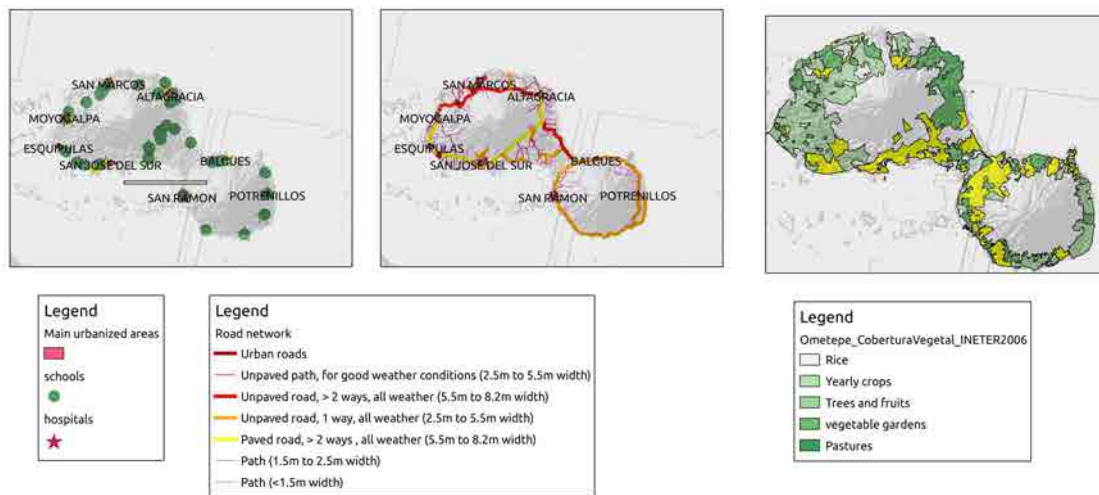 SAN MARCOS
ALTAGRACIA
MOYOGALPA
ESQUIPULAS
SAN JOSE DEL SUR
BALGUES
SAN RAMON
POTRENILLOS
SAN MARCOS
ALTAGRACIA
MOYOGALPA
ESQUIPULAS
SAN JOSE DEL SUR
BALGUES
SAN RAMON
POTRENILLOS
Legend
Main urbanized areas
schools
hospitals
Legend
Road network
Urban roads
Unpaved path, for good weather conditions (2.5m to 5.5m width)
Unpaved road, > 2 ways, all weather (5.5m to 8.2m width)
Unpaved road, 1 way, all weather (2.5m to 5.5m width)
Paved road, > 2 ways , all weather (5.5m to 8.2m width)
Path (1.5m to 2.5m width)
Path (<1.5m width)
Legend
Ometepe_CoberturaVegetal_INETER2006
Rice
Yearly crops
Trees and fruits
vegetable gardens
Pastures